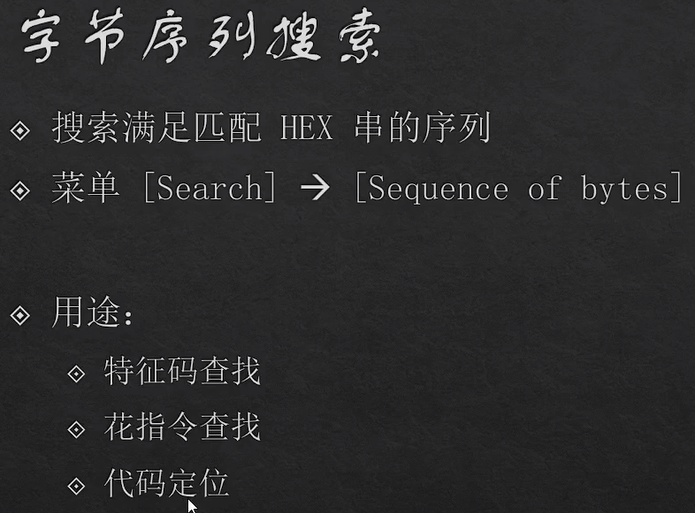 字节序列搜索
搜索满足匹配 HEX 串的序列
菜单 [Search] → [Sequence of bytes]
用途：
特征码查找
花指令查找
代码定位